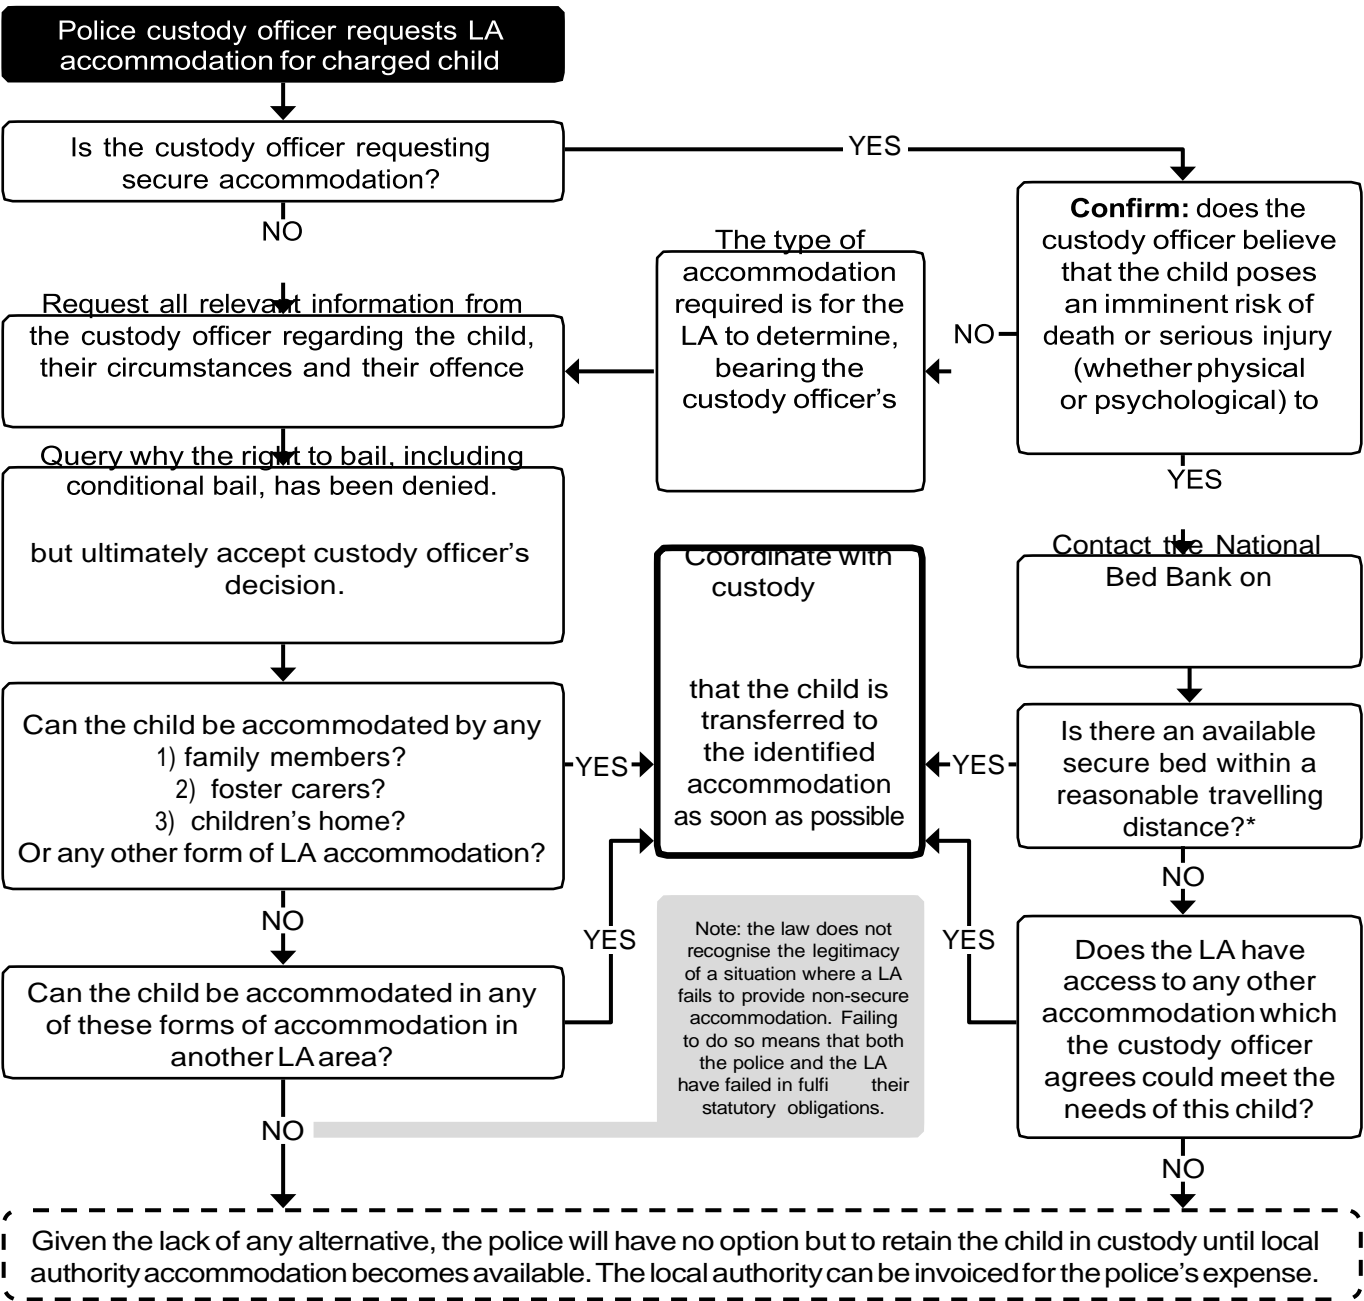 Police custody officer requests LA
accommodation for charged child
Is the custody officer requesting
secure accommodation?
YES
NO
Confirm: does the
custody officer believe
that the child poses
an imminent risk of
death or serious injury
(whether physical
or psychological) to
NO
The type of
accommodation
required is for the
LA to determine,
bearing the
custody officer's
Request all relevant information from
the custody officer regarding the child,
their circumstances and their offence
Query why the right to bail, including
conditional bail, has been denied.
but ultimately accept custody officer's
decision.
YES
Contact the National
Bed Bank on
Coordinate with
custody
that the child is
transferred to
the identified
accommodation
as soon as possible
Can the child be accommodated by any
1) family members?
2) foster carers?
3) children's home?
Or any other form of LA accommodation?
YES
YES
Is there an available
secure bed within a
reasonable travelling
distance?*
NO
NO
YES
YES
Note: the law does not
recognise the legitimacy
of a situation where a LA
fails to provide non-secure
accommodation. Failing
to do so means that both
the police and the LA
have failed in fulfi their
statutory obligations.
Does the LA have
access to any other
accommodation which
the custody officer
agrees could meet the
needs of this child?
Can the child be accommodated in any
of these forms of accommodation in
another LA area?
NO
NO
Given the lack of any alternative, the police will have no option but to retain the child in custody until local
authority accommodation becomes available. The local authority can be invoiced for the police's expense.